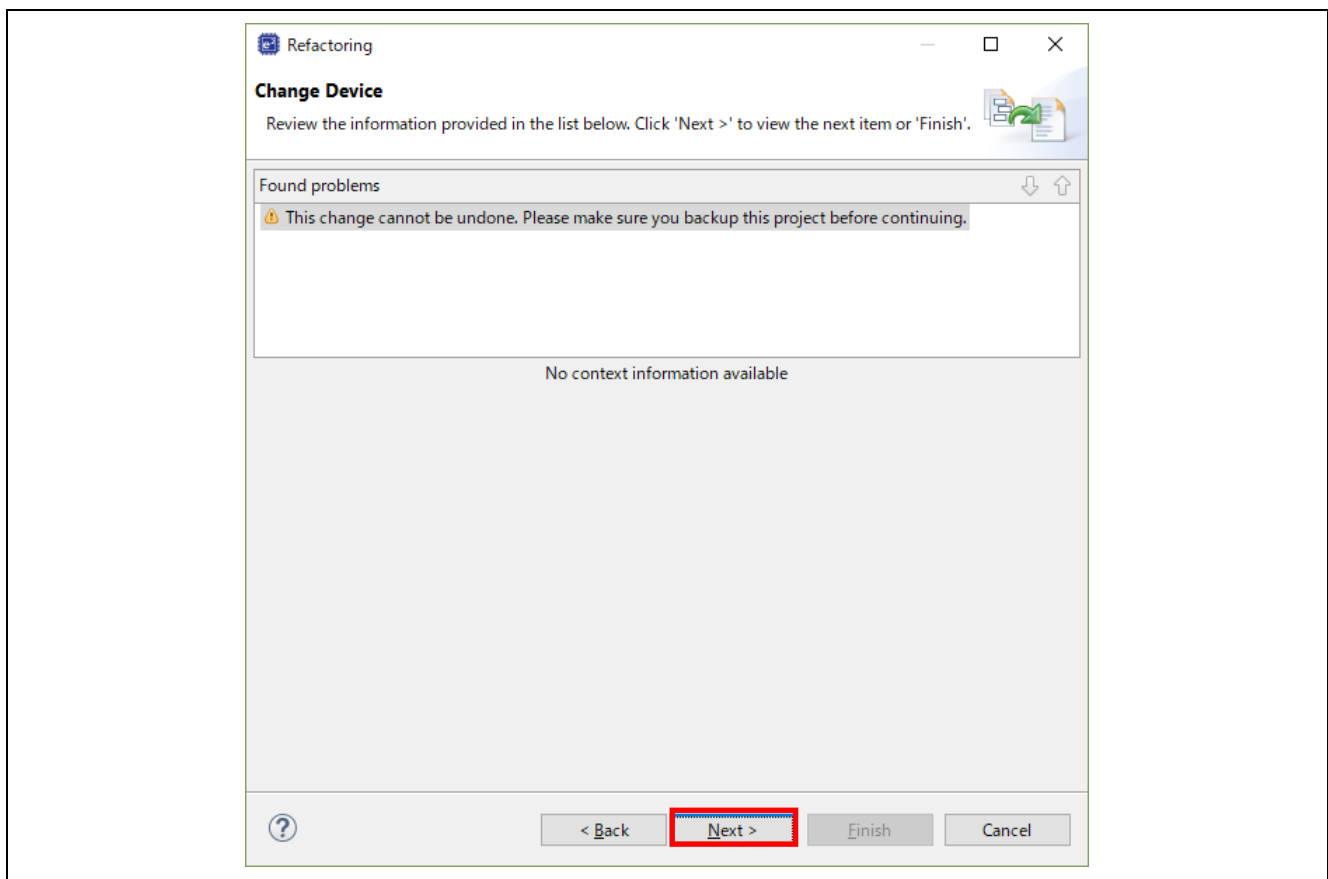 Refactoring
Change Device
Review the information provided in the list below. Click 'Next >' to view the next item or 'Finish'.
Found problems
This change cannot be undone. Please make sure you backup this project before continuing.
No context information available
< Back Next > Finish Cancel